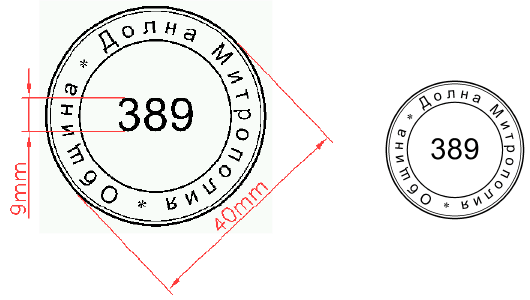 * Долна Митрополия * Община
389
9mm
40mm
* Долна Митрополия * Община
389